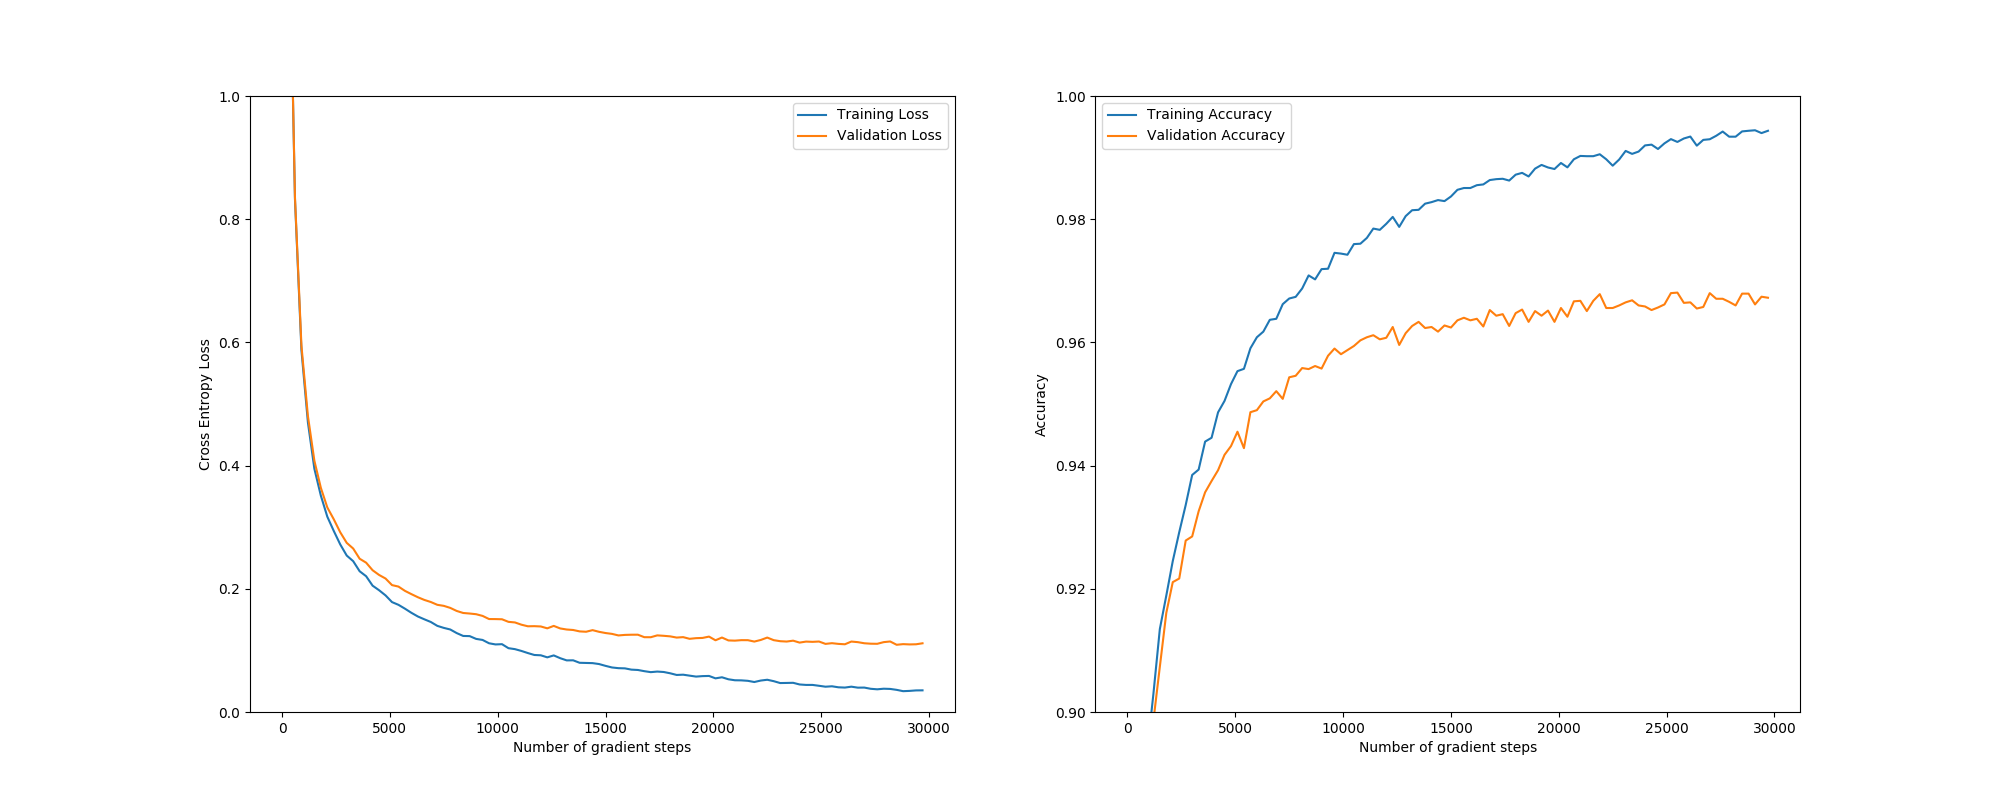 1.0
0.8
0.6
0.4
0.2
0.0
Cross Entropy Loss
Training Loss
Validation Loss
0 5000 10000 15000 20000 25000 30000
Number of gradient steps
1.00
0.98
0.96
0.94
0.92
0.90
Accuracy
Training Accuracy
Validation Accuracy
0 5000 10000 15000 20000 25000 30000
Number of gradient steps